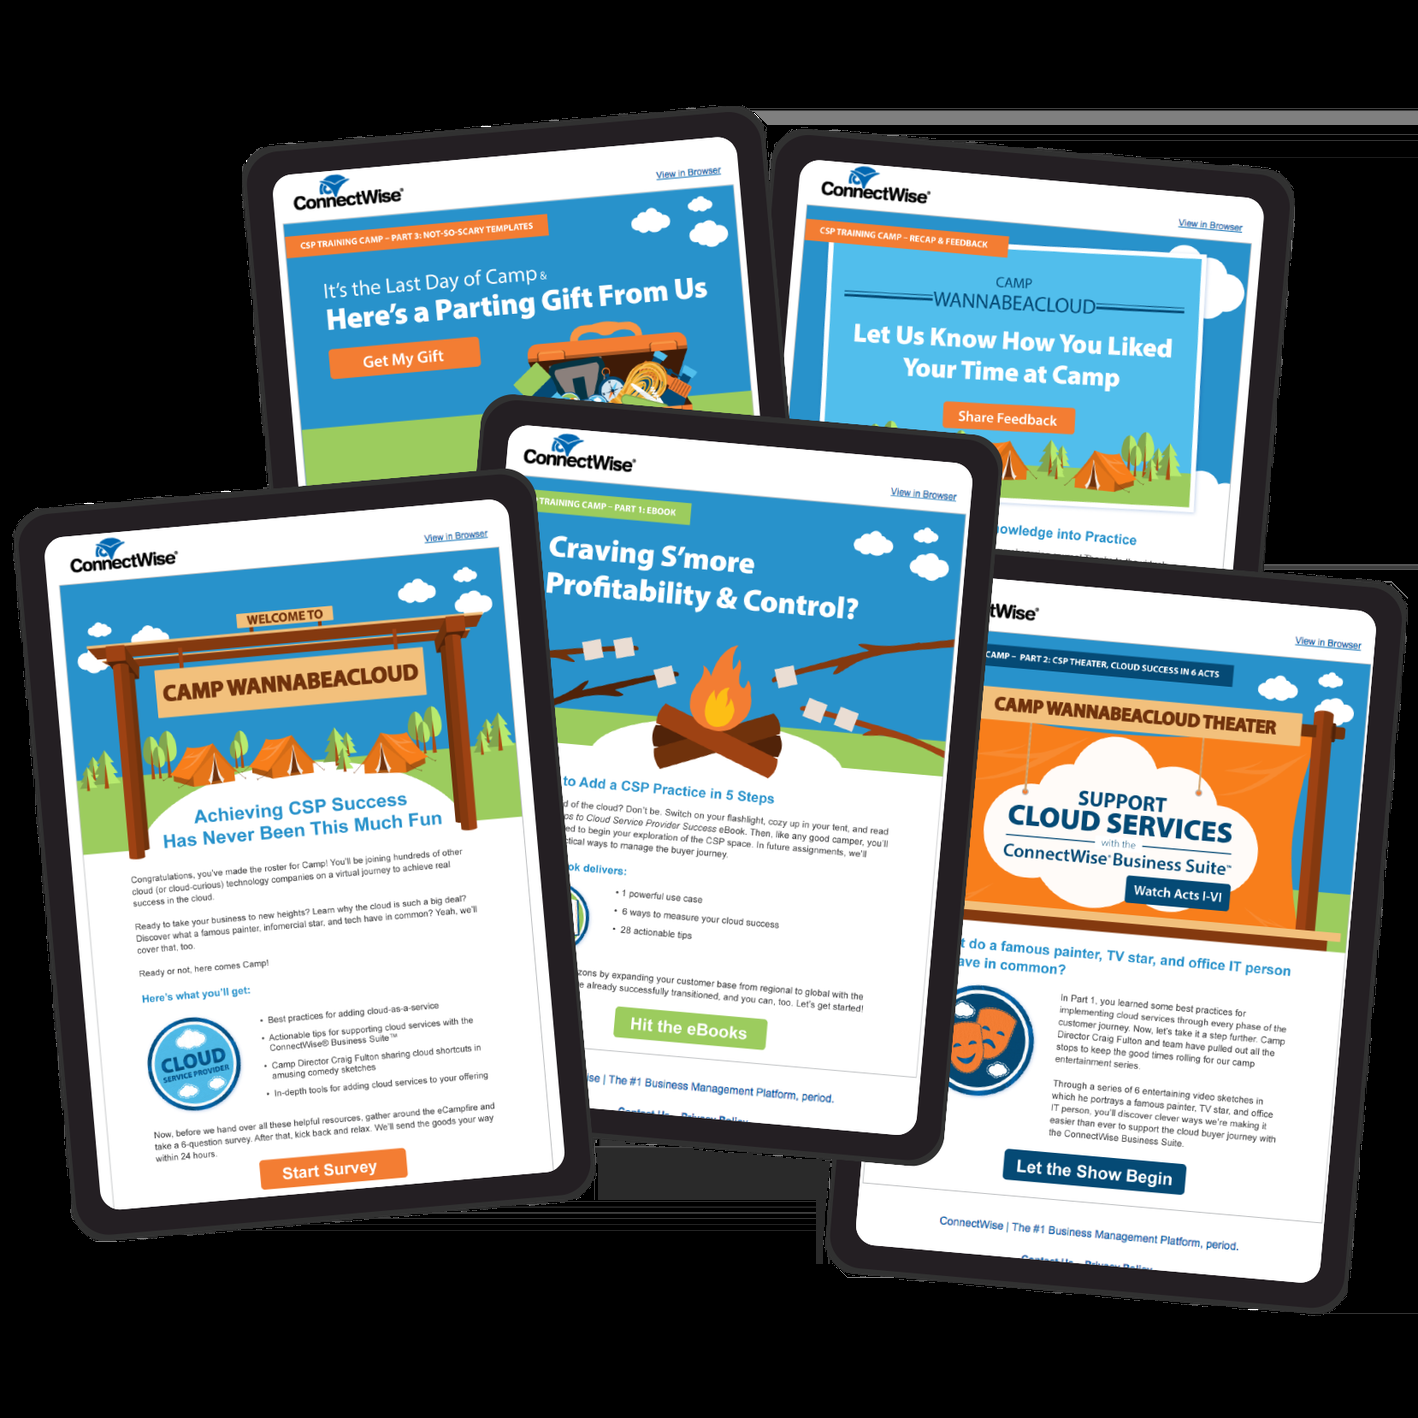 ConnectWise®
View in Browser
CSP TRAINING CAMP – PART 3: NOT-SO-SCARY TEMPLATES
It's the Last Day of Camp &
Here's a Parting Gift From Us
Get My Gift
ConnectWise®
View in Browser
CSP TRAINING CAMP – RECAP & FEEDBACK
CAMP
WANNABEACLOUD
Let Us Know How You Liked
Your Time at Camp
Share Feedback
nowledge into Practice
ConnectWise®
View in Browser
TRAINING CAMP – PART 1: EBOOK
Craving S'more
Profitability & Control?
to Add a CSP Practice in 5 Steps
d of the cloud? Don't be. Switch on your flashlight, cozy up in your tent, and read
ps to Cloud Service Provider Success eBook. Then, like any good camper, you'll
ed to begin your exploration of the CSP space. In future assignments, we'll
ctical ways to manage the buyer journey.
ok delivers:
• 1 powerful use case
• 6 ways to measure your cloud success
• 28 actionable tips
zons by expanding your customer base from regional to global with the
e already successfully transitioned, and you can, too. Let's get started!
Hit the eBooks
ise | The #1 Business Management Platform, period.
Contact Us Privacy Policy
ConnectWise®
View in Browser
WELCOME TO
CAMP WANNABEACLOUD
Achieving CSP Success
Has Never Been This Much Fun
Congratulations, you've made the roster for Camp! You'll be joining hundreds of other
cloud (or cloud-curious) technology companies on a virtual journey to achieve real
success in the cloud.
Ready to take your business to new heights? Learn why the cloud is such a big deal?
Discover what a famous painter, infomercial star, and tech have in common? Yeah, we'll
cover that, too.
Ready or not, here comes Camp!
Here's what you'll get:
CLOUD
SERVICE PROVIDER
• Best practices for adding cloud-as-a-service
• Actionable tips for supporting cloud services with the
ConnectWise® Business Suite™
• Camp Director Craig Fulton sharing cloud shortcuts in
amusing comedy sketches
• In-depth tools for adding cloud services to your offering
Now, before we hand over all these helpful resources, gather around the eCampfire and
take a 6-question survey. After that, kick back and relax. We'll send the goods your way
within 24 hours.
Start Survey
tWise®
View in Browser
CAMP – PART 2: CSP THEATER, CLOUD SUCCESS IN 6 ACTS
CAMP WANNABEACLOUD THEATER
SUPPORT
CLOUD SERVICES
with the
ConnectWise® Business Suite™
Watch Acts I-VI
t do a famous painter, TV star, and office IT person
ave in common?
In Part 1, you learned some best practices for
implementing cloud services through every phase of the
customer journey. Now, let's take it a step further. Camp
Director Craig Fulton and team have pulled out all the
stops to keep the good times rolling for our camp
entertainment series.
Through a series of 6 entertaining video sketches in
which he portrays a famous painter, TV star, and office
IT person, you'll discover clever ways we're making it
easier than ever to support the cloud buyer journey with
the ConnectWise Business Suite.
Let the Show Begin
ConnectWise | The #1 Business Management Platform, period.
Contact Us Privacy Policy